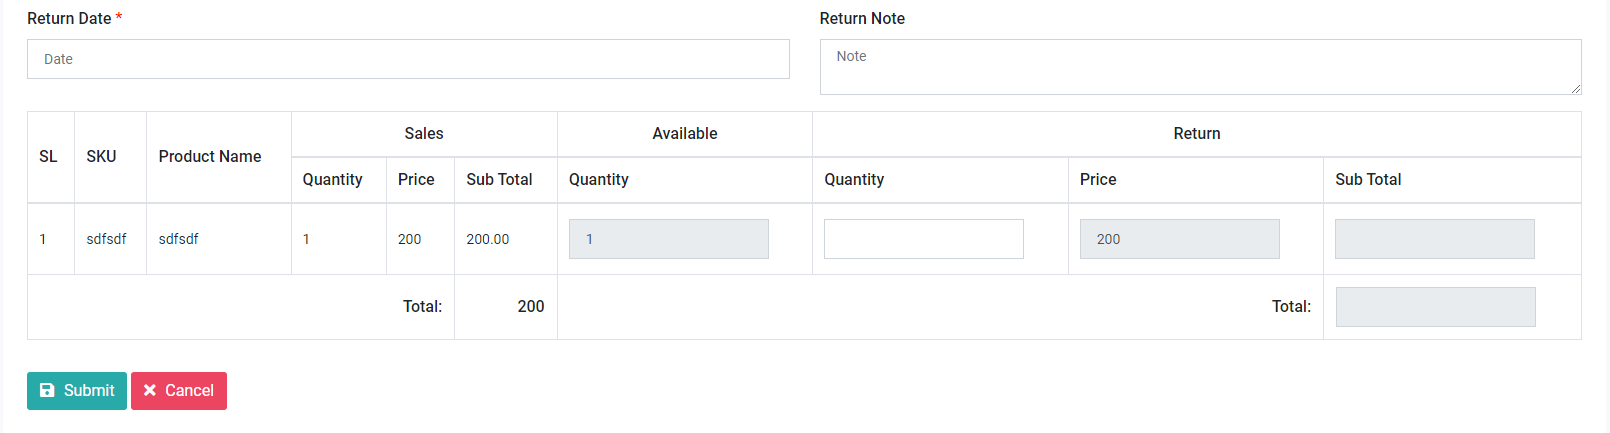 Return Date *
Return Note
Date
Note
SL SKU Product Name Sales Available Return
Quantity Price Sub Total Quantity Quantity Price Sub Total
1 sdfsdf sdfsdf 1 200 200.00 1 200
Total: 200 Total:
Submit Cancel